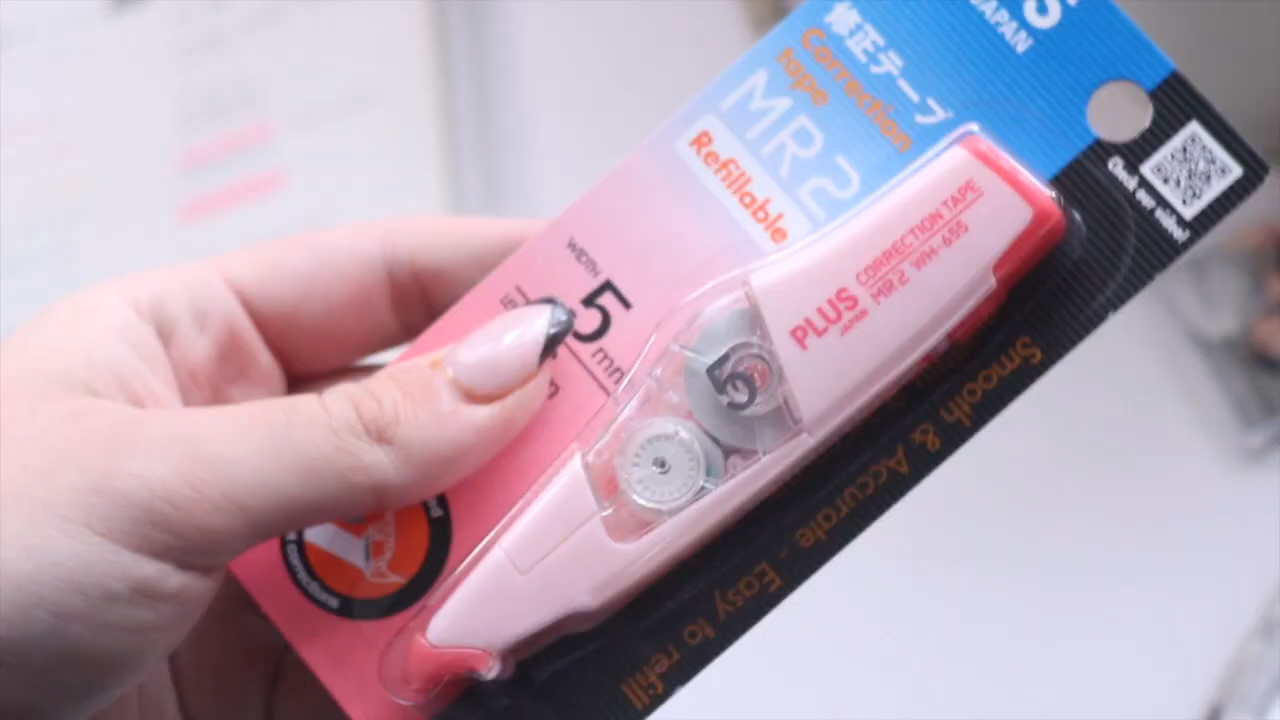 JAPAN
修正テープ
Correction
tape
MR2
Refillable
Check our video!
WIDTH
5 mm
PLUS CORRECTION TAPE
JAPAN MR2 WH-655
5
Smooth & Accurate - Easy to refill